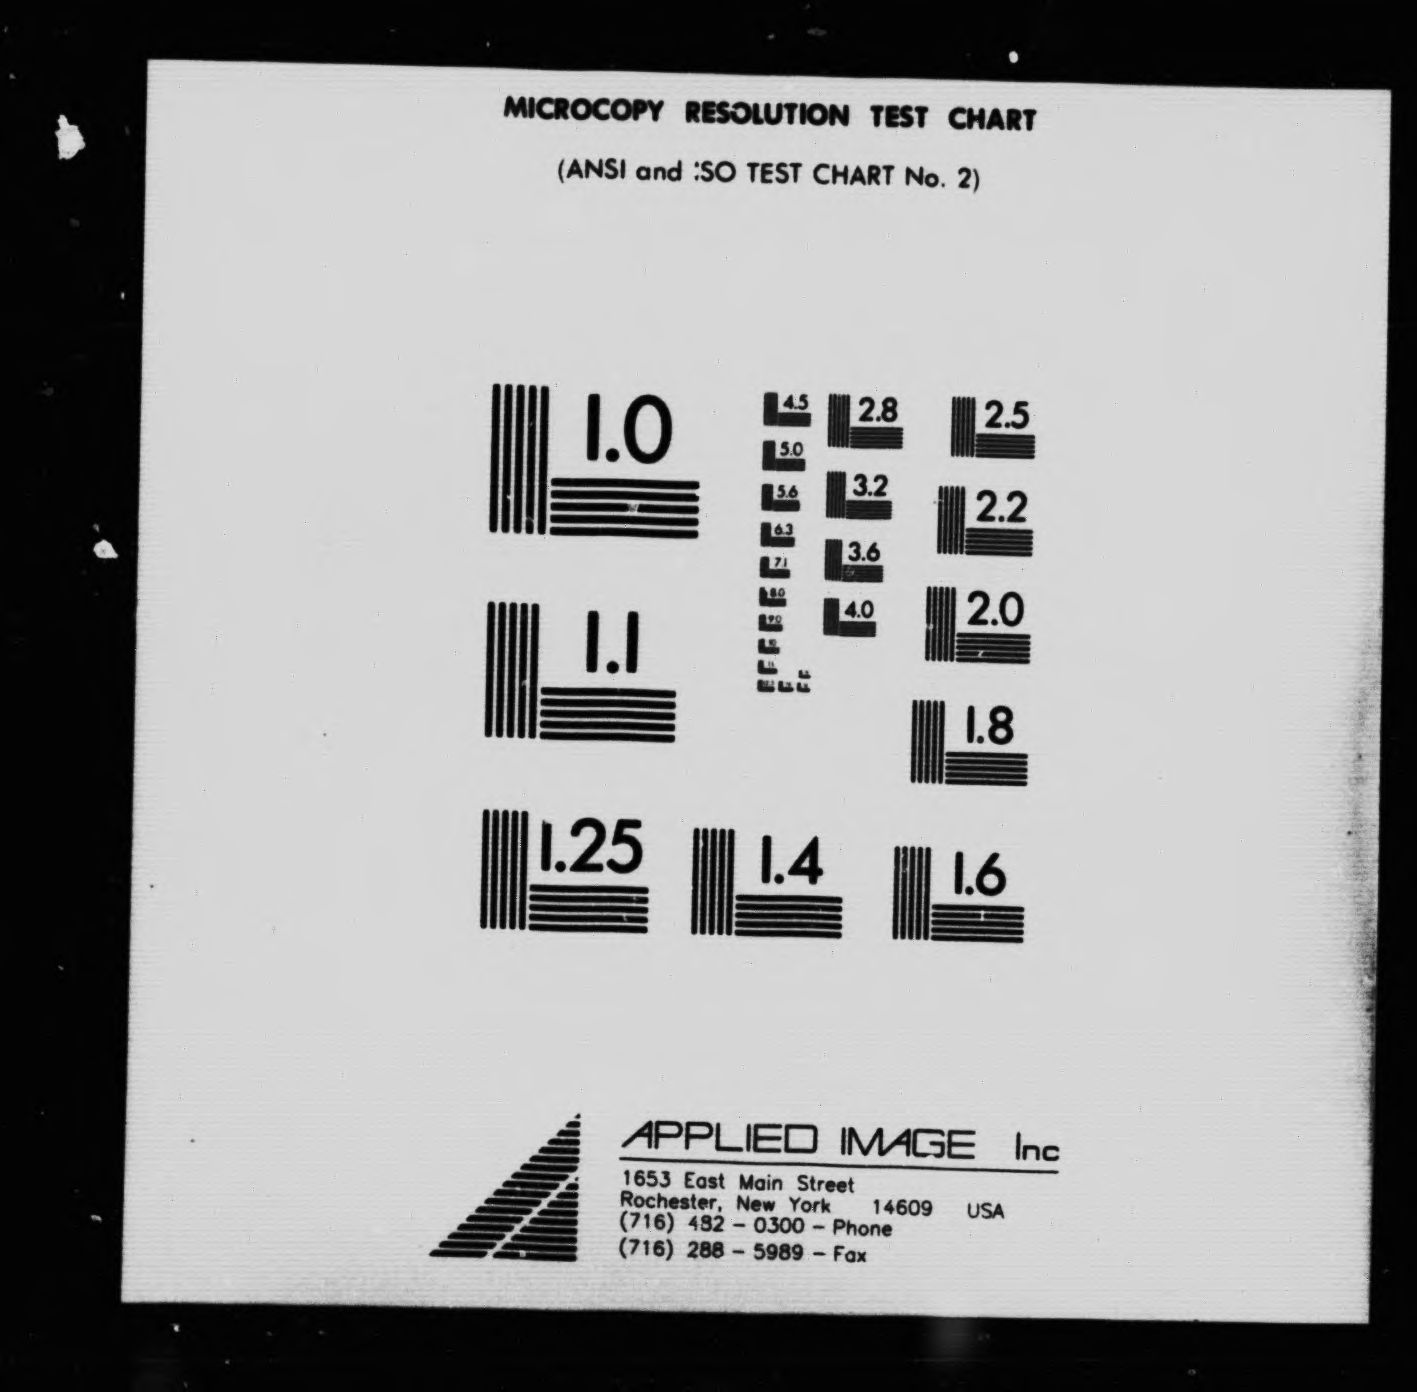 MICROCOPY RESOLUTION TEST CHART
(ANSI and :SO TEST CHART No. 2)
1.0
1.1
1.25
1.4
1.6
1.8
2.0
2.2
2.5
2.8
3.2
3.6
4.0
4.5
5.0
5.6
6.3
7.1
8.0
9.0
APPLIED IMAGE Inc
1653 East Main Street
Rochester, New York 14609 USA
(716) 482 - 0300 - Phone
(716) 288 - 5989 - Fax